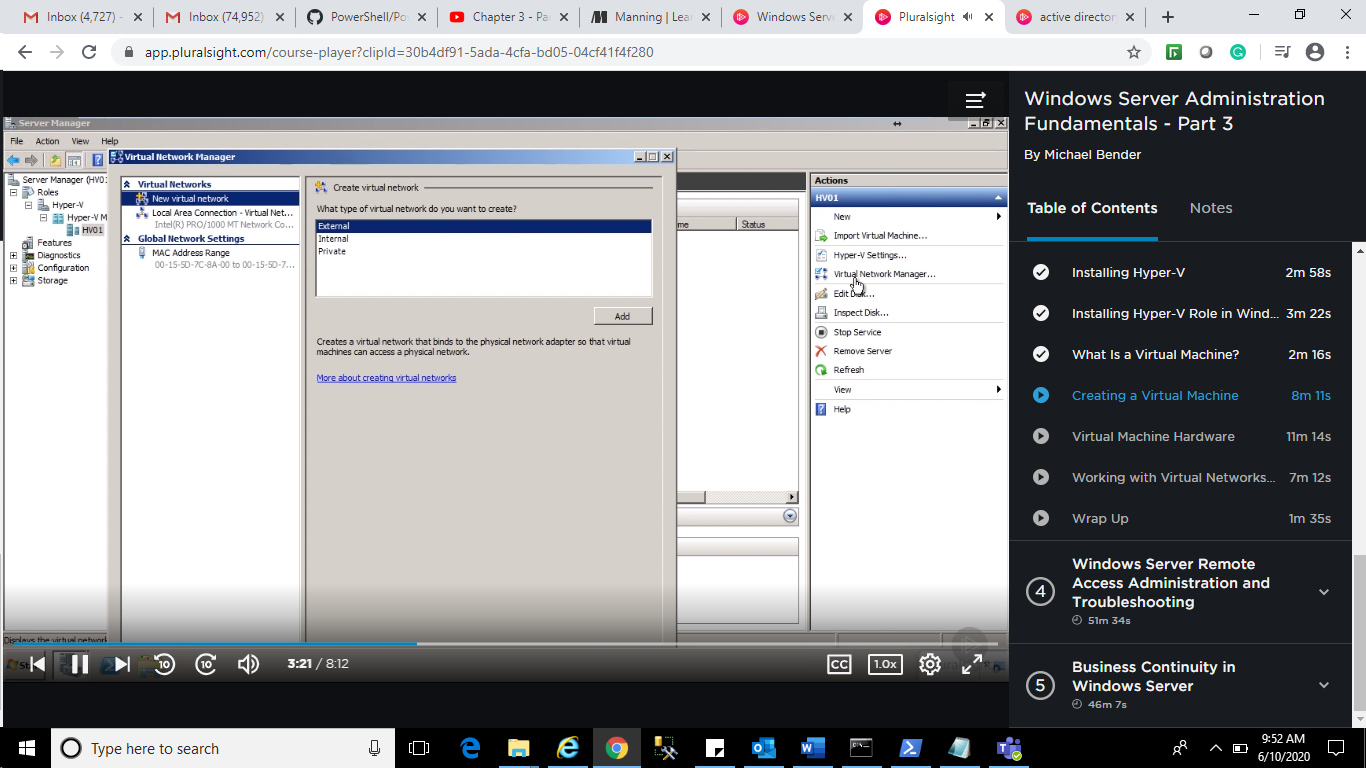 Inbox (4,727) -
Inbox (74,952)
PowerShell/Po
Chapter 3 - Pa
Manning | Lea
Windows Serv
Pluralsight
active director
app.pluralsight.com/course-player?clipId=30b4df91-5ada-4cfa-bd05-04cf41f4f280
Server Manager
File Action View Help
Server Manager (HV01
Roles
Hyper-V
Hyper-V M
HV01
Features
Diagnostics
Configuration
Storage
Virtual Network Manager
Virtual Networks
New virtual network
Local Area Connection - Virtual Net...
Intel(R) PRO/1000 MT Network Co...
Global Network Settings
MAC Address Range
00-15-5D-7C-8A-00 to 00-15-5D-7...
Create virtual network
What type of virtual network do you want to create?
External
Internal
Private
Add
Creates a virtual network that binds to the physical network adapter so that virtual
machines can access a physical network.
More about creating virtual networks
me Status
Actions
HV01
New
Import Virtual Machine...
Hyper-V Settings...
Virtual Network Manager...
Edit Disk...
Inspect Disk...
Stop Service
Remove Server
Refresh
View
Help
Displays the virtual network
10 10 3:21 / 8:12 CC 1.0x
Windows Server Administration
Fundamentals - Part 3
By Michael Bender
Table of Contents Notes
Installing Hyper-V 2m 58s
Installing Hyper-V Role in Wind... 3m 22s
What Is a Virtual Machine? 2m 16s
Creating a Virtual Machine 8m 11s
Virtual Machine Hardware 11m 14s
Working with Virtual Networks... 7m 12s
Wrap Up 1m 35s
4 Windows Server Remote
Access Administration and
Troubleshooting
51m 34s
5 Business Continuity in
Windows Server
46m 7s
Type here to search
9:52 AM
6/10/2020